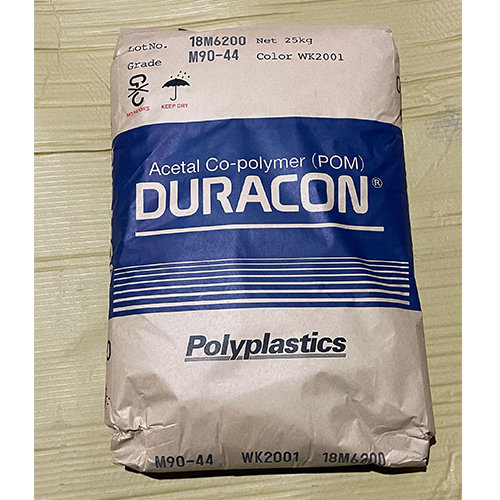 Lot No. 18M6200 Net 25kg
Grade M90-44 Color WK2001
NO HOOKS KEEP DRY
Acetal Co-polymer (POM)
DURACON®
Polyplastics
M90-44 WK2001 18M6200